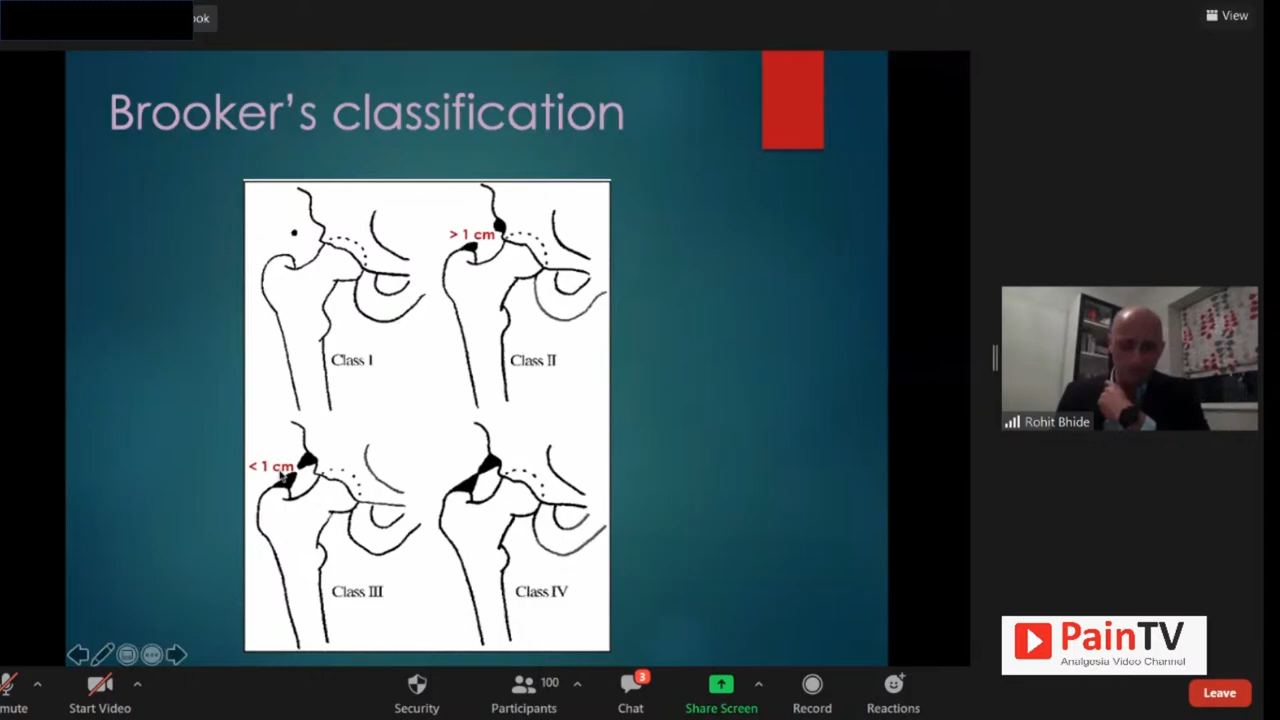 ook
View
Brooker's classification
> 1 cm
Class I
Class II
< 1 cm
Class III
Class IV
Rohit Bhide
PainTV
Analgesia Video Channel
mute
Start Video
Security
100
Participants
3
Chat
Share Screen
Record
Reactions
Leave